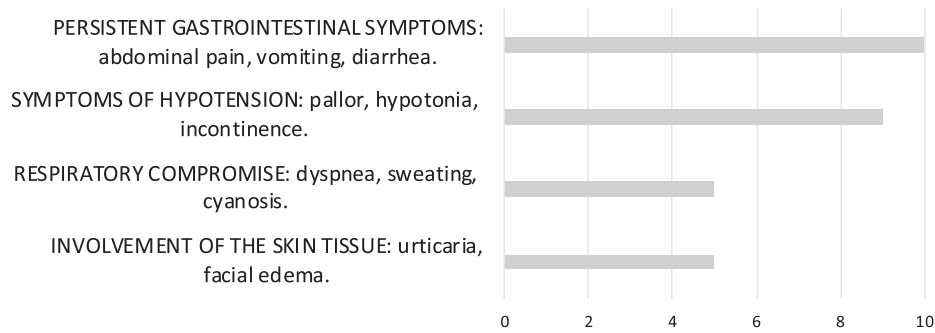 PERSISTENT GASTROINTESTINAL SYMPTOMS:
abdominal pain, vomiting, diarrhea.
SYMPTOMS OF HYPOTENSION: pallor, hypotonia,
incontinence.
RESPIRATORY COMPROMISE: dyspnea, sweating,
cyanosis.
INVOLVEMENT OF THE SKIN TISSUE: urticaria,
facial edema.
0 2 4 6 8 10